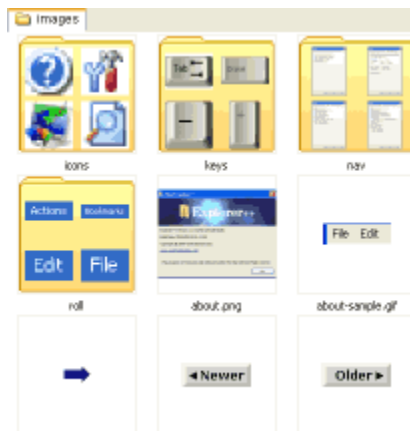 images
Tab
icons
keys
nav
Actions
Bookmarks
Edit
File
Explorer++
File Edit
roll
about.png
about-sample.gif
Newer
Older